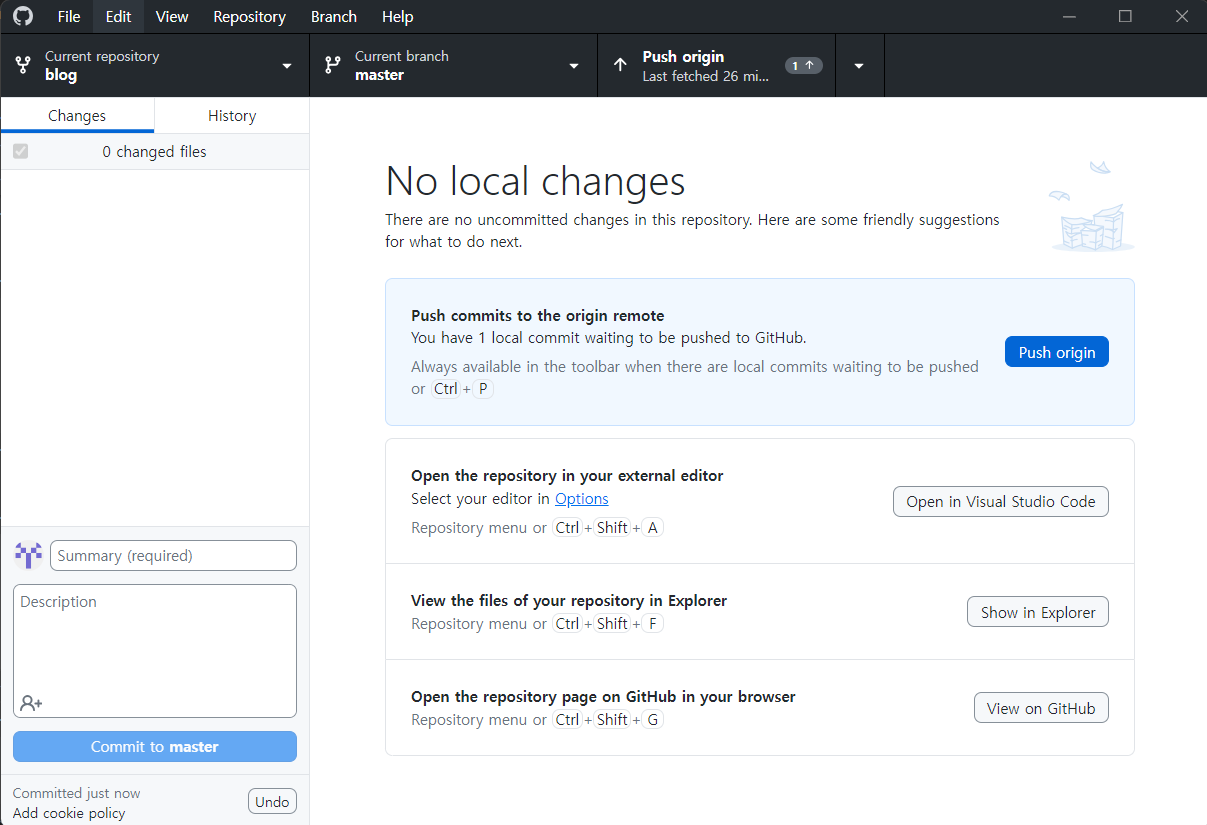 File Edit View Repository Branch Help
Current repository
blog
Current branch
master
Push origin
Last fetched 26 mi...
1
Changes History
0 changed files
No local changes
There are no uncommitted changes in this repository. Here are some friendly suggestions
for what to do next.
Push commits to the origin remote
You have 1 local commit waiting to be pushed to GitHub.
Always available in the toolbar when there are local commits waiting to be pushed
or Ctrl + P
Push origin
Open the repository in your external editor
Select your editor in Options
Repository menu or Ctrl + Shift + A
Open in Visual Studio Code
View the files of your repository in Explorer
Repository menu or Ctrl + Shift + F
Show in Explorer
Open the repository page on GitHub in your browser
Repository menu or Ctrl + Shift + G
View on GitHub
Summary (required)
Description
Commit to master
Committed just now
Add cookie policy
Undo